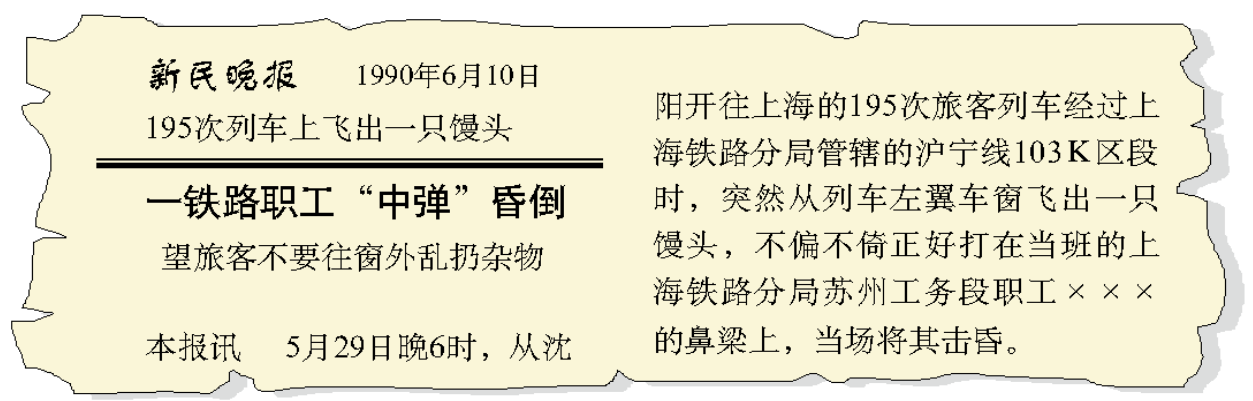 新民晚报 1990年6月10日
195次列车上飞出一只馒头
一铁路职工“中弹”昏倒
望旅客不要往窗外乱扔杂物
本报讯 5月29日晚6时，从沈
阳开往上海的195次旅客列车经过上
海铁路分局管辖的沪宁线103K区段
时，突然从列车左翼车窗飞出一只
馒头，不偏不倚正好打在当班的上
海铁路分局苏州工务段职工×××
的鼻梁上，当场将其击昏。